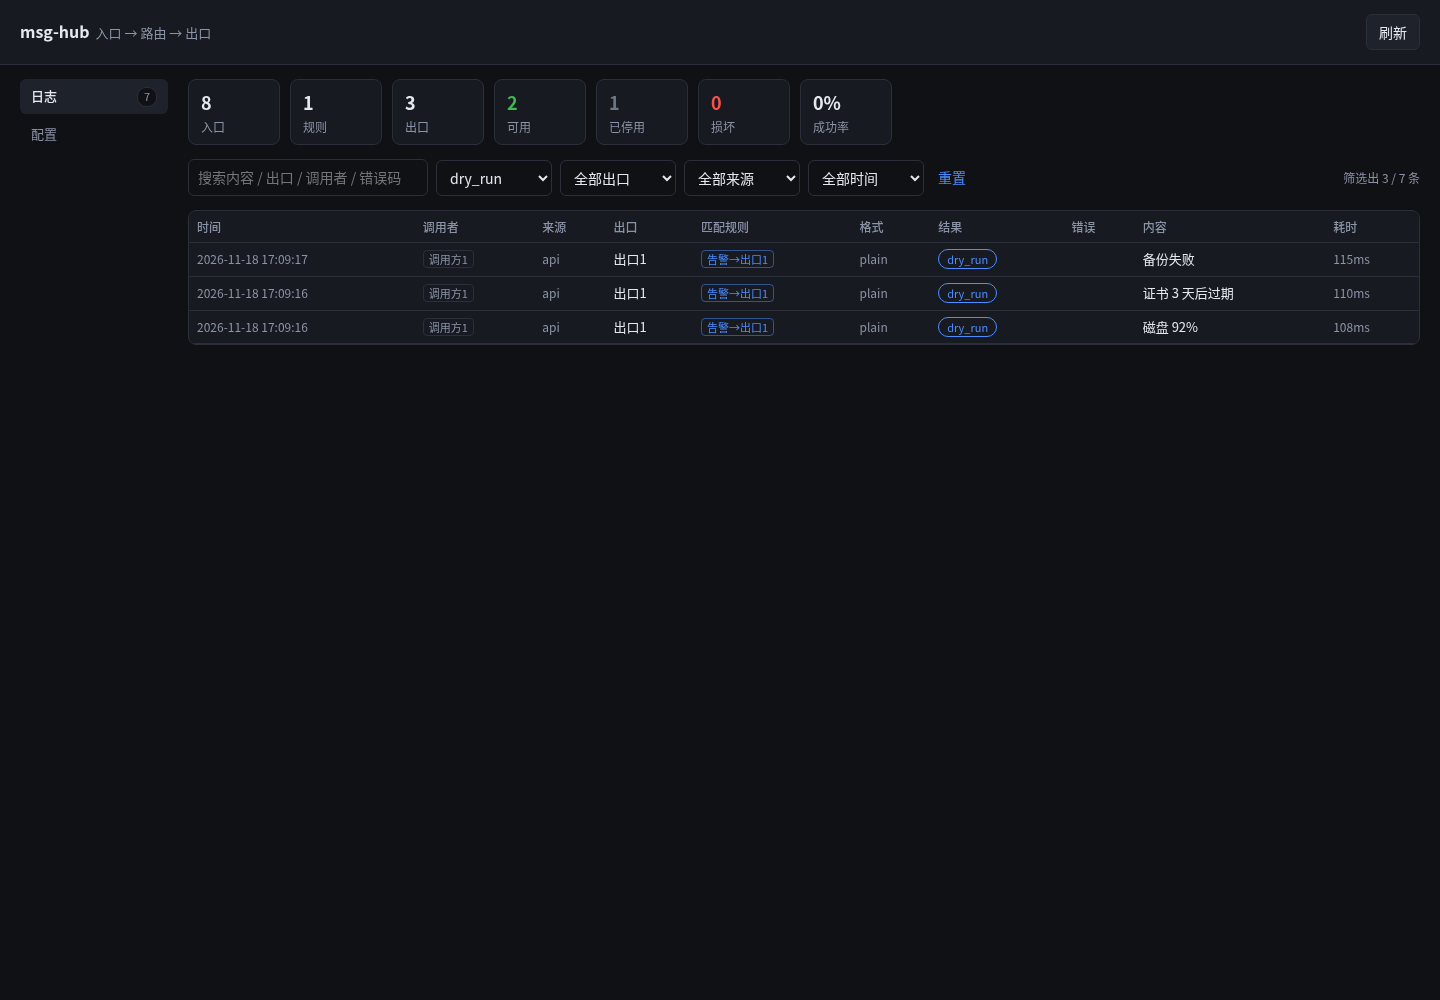 msg-hub 入口 → 路由 → 出口
刷新
日志 7
配置
8 1 3 2 1 0 0%
入口 规则 出口 可用 已停用 损坏 成功率
搜索内容 / 出口 / 调用者 / 错误码 dry_run 全部出口 全部来源 全部时间 重置 筛选出 3 / 7 条
时间 调用者 来源 出口 匹配规则 格式 结果 错误 内容 耗时
2026-11-18 17:09:17 调用方1 api 出口1 告警→出口1 plain dry_run 备份失败 115ms
2026-11-18 17:09:16 调用方1 api 出口1 告警→出口1 plain dry_run 证书 3 天后过期 110ms
2026-11-18 17:09:16 调用方1 api 出口1 告警→出口1 plain dry_run 磁盘 92% 108ms